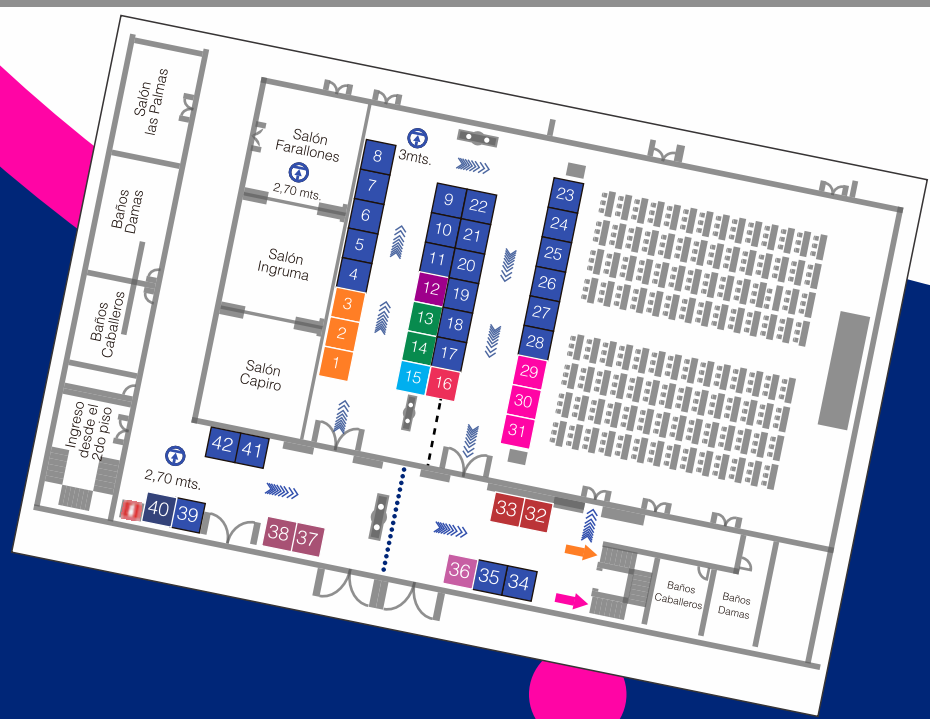 Salón
las Palmas
Baños
Damas
Baños
Caballeros
Ingreso
desde el
2do piso
Salón
Farallones
2,70 mts.
Salón
Ingruma
Salón
Capiro
3mts.
8
7
6
5
4
3
2
1
9
22
10
21
11
20
12
19
13
18
14
17
15
16
23
24
25
26
27
28
29
30
31
42
41
2,70 mts.
40
39
38
37
33
32
36
35
34
Baños
Caballeros
Baños
Damas